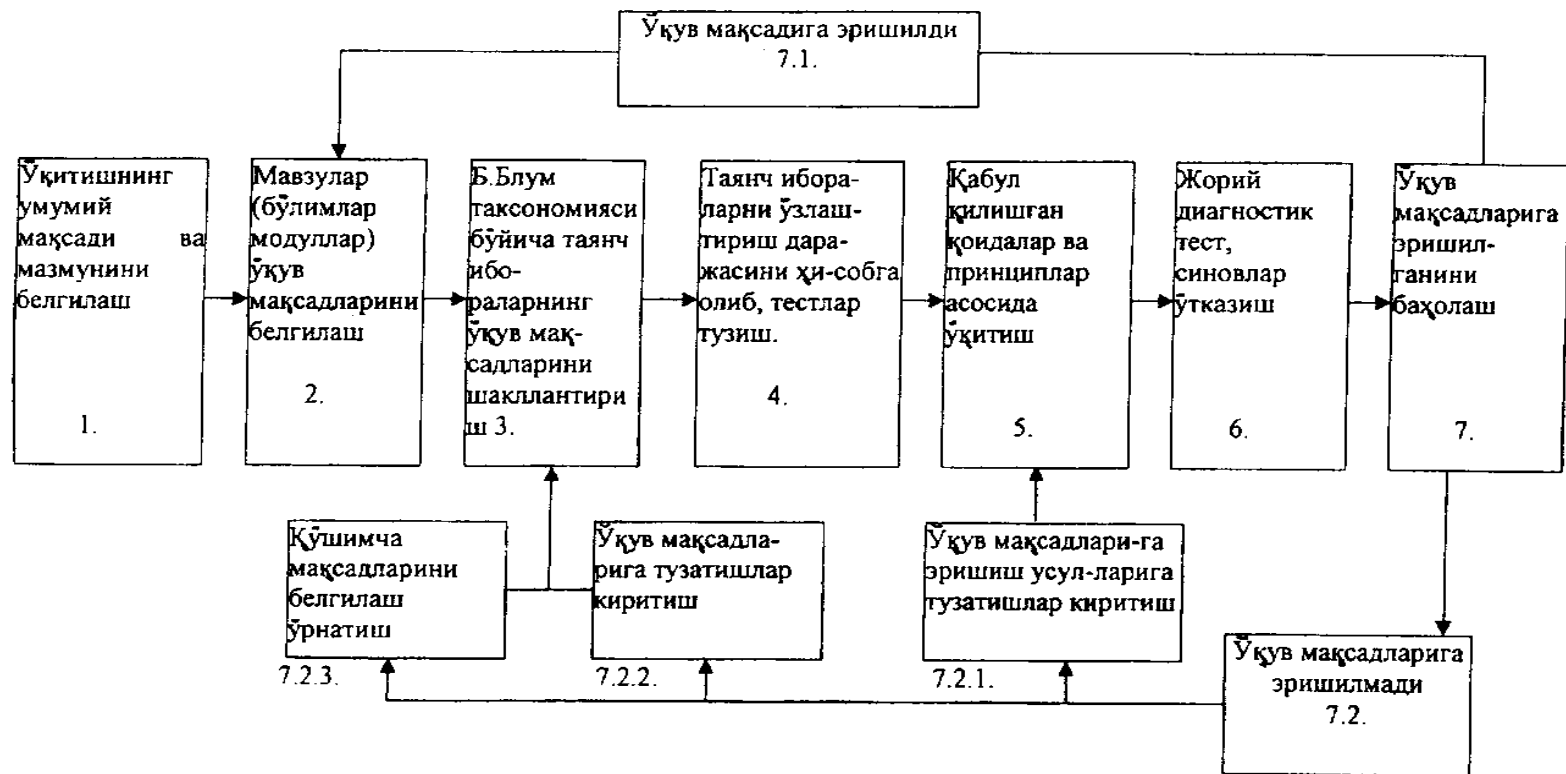 Ўқув мақсадига эришилди
7.1.
Ўқитишнинг
умумий
мақсади ва
мазмунини
белгилаш
1.
Мавзулар
(бўлимлар
модуллар)
ўқув
мақсадларини
белгилаш
2.
Б.Блум
таксономияси
бўйича таянч
ибо-
раларнинг
ўқув мақ-
садларини
шакллантири
ш 3.
Таянч ибора-
ларни ўзлаш-
тириш дара-
жасини ҳи-собга
олиб, тестлар
тузиш.
4.
Қабул
қилишган
қоидалар ва
принциплар
асосида
ўқитиш
5.
Жорий
диагностик
тест,
синовлар
ўтказиш
6.
Ўқув
мақсадларига
эришил-
ганини
баҳолаш
7.
Қўшимча
мақсадларини
белгилаш
ўрнатиш
7.2.3.
Ўқув мақсадла-
рига тузатишлар
киритиш
7.2.2.
Ўқув мақсадлари-га
эришиш усул-ларига
тузатишлар киритиш
7.2.1.
Ўқув мақсадларига
эришилмади
7.2.